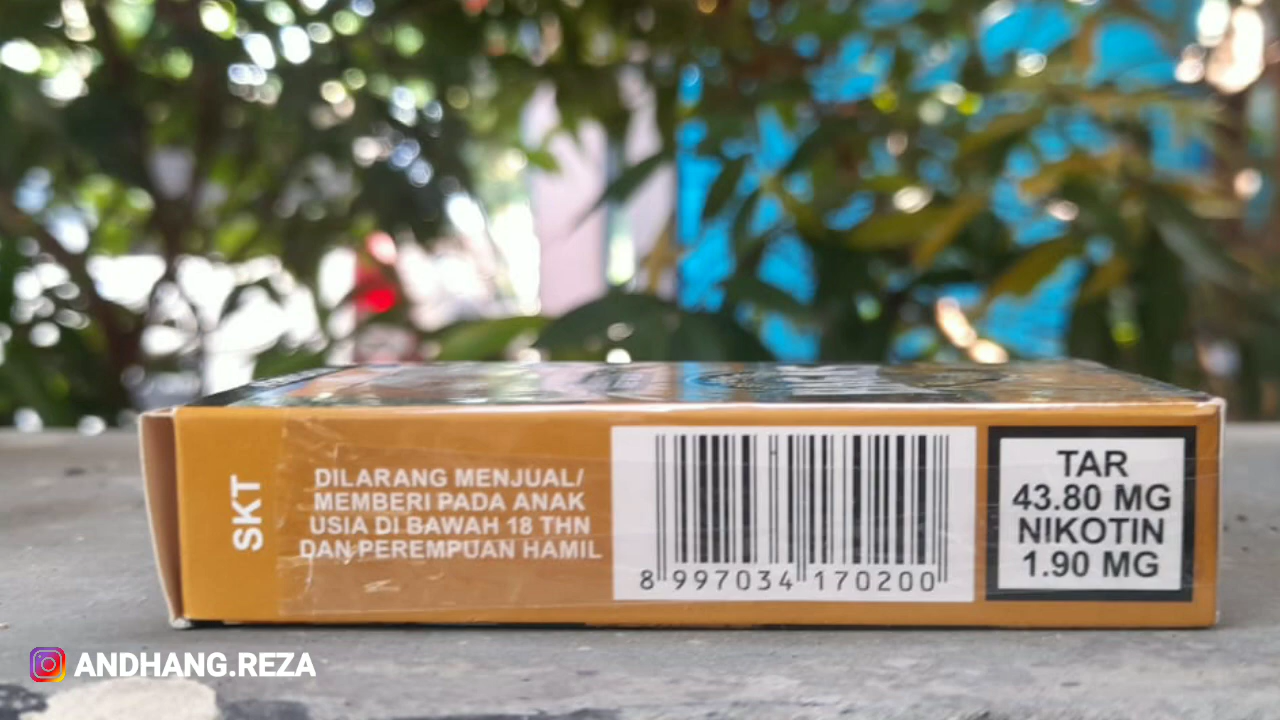 SKT
DILARANG MENJUAL/
MEMBERI PADA ANAK
USIA DI BAWAH 18 THN
DAN PEREMPUAN HAMIL
8 997034 170200
TAR
43.80 MG
NIKOTIN
1.90 MG
ANDHANG.REZA